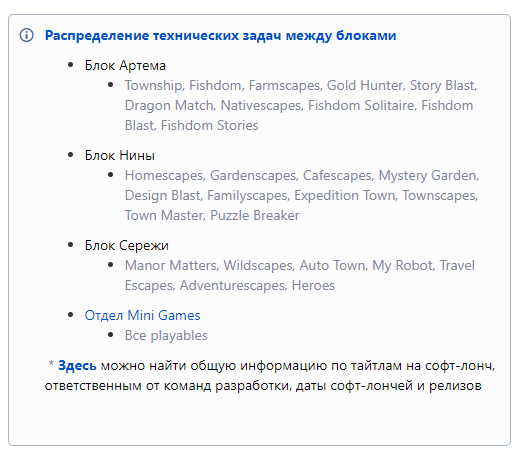 Распределение технических задач между блоками
Блок Артема
Township, Fishdom, Farmscapes, Gold Hunter, Story Blast,
Dragon Match, Nativescapes, Fishdom Solitaire, Fishdom
Blast, Fishdom Stories
Блок Нины
Homescapes, Gardenscapes, Cafescapes, Mystery Garden,
Design Blast, Familyscapes, Expedition Town, Townscapes,
Town Master, Puzzle Breaker
Блок Сережи
Manor Matters, Wildscapes, Auto Town, My Robot, Travel
Escapes, Adventurescapes, Heroes
Отдел Mini Games
Все playables
* Здесь можно найти общую информацию по тайтлам на софт-лонч,
ответственным от команд разработки, даты софт-лончей и релизов